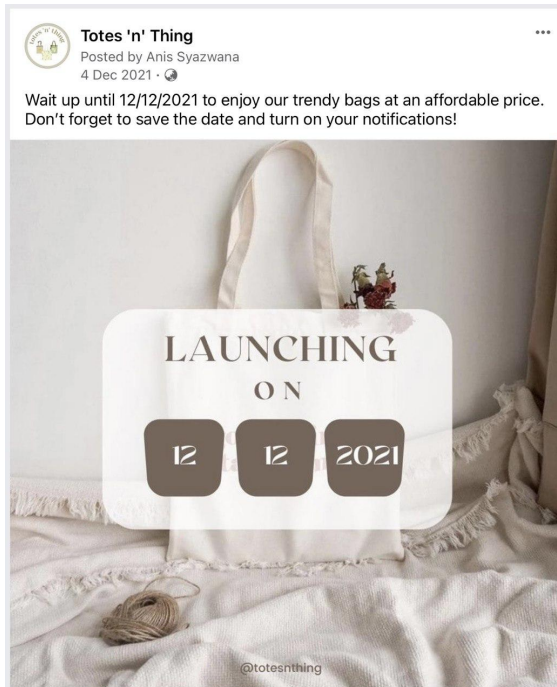 totes 'n' thing
Totes 'n' Thing
Posted by Anis Syazwana
4 Dec 2021 ·
Wait up until 12/12/2021 to enjoy our trendy bags at an affordable price.
Don't forget to save the date and turn on your notifications!
LAUNCHING
ON
12 12 2021
@totesnthing